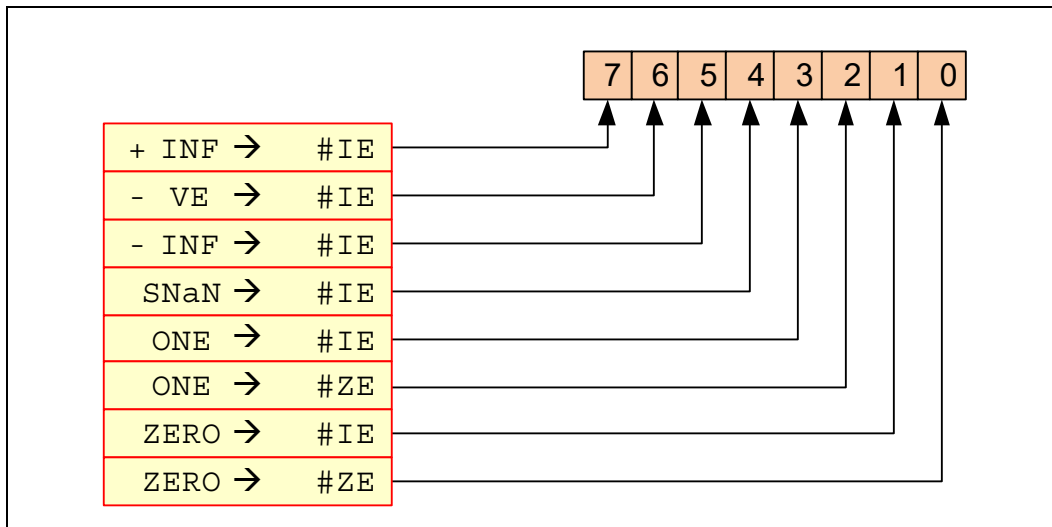 7 6 5 4 3 2 1 0
+ INF → #IE
- VE → #IE
- INF → #IE
SNaN → #IE
ONE → #IE
ONE → #ZE
ZERO → #IE
ZERO → #ZE